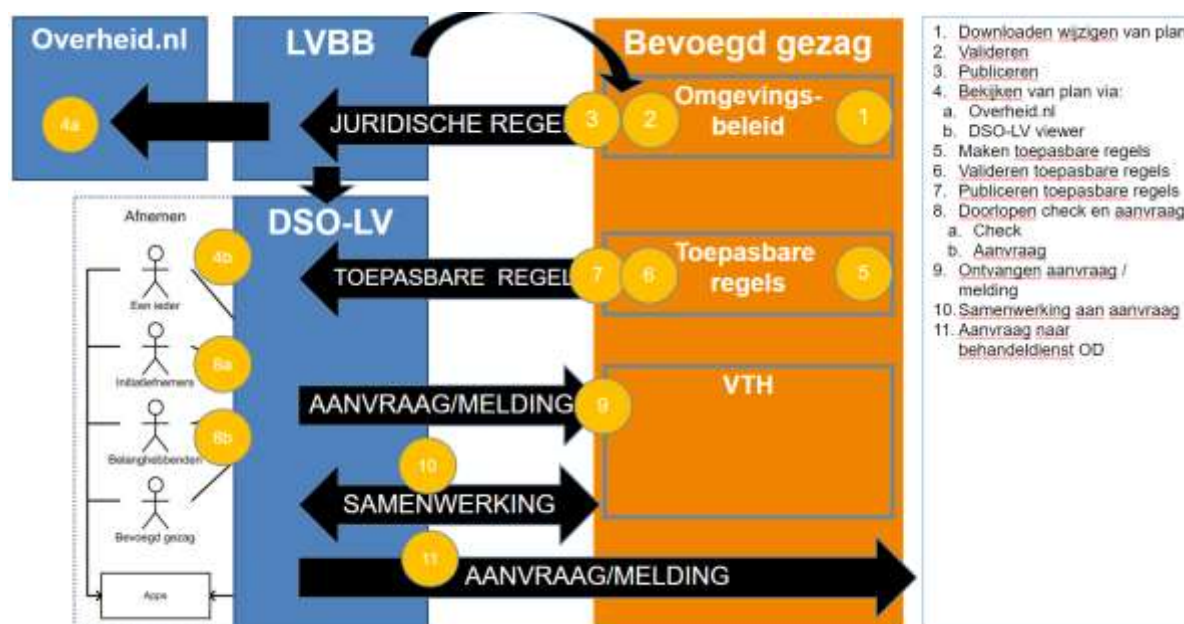 Overheid.nl
4a
LVBB
Bevoegd gezag
Omgevings-
beleid
1
2
3
JURIDISCHE REGEL
Afnemen
DSO-LV
4b
Een ieder
8a
Initiatiefnemers
8b
Belanghebbenden
Bevoegd gezag
Apps
Toepasbare
regels
5
6
7
TOEPASBARE REGEL
VTH
AANVRAAG/MELDING
9
10
SAMENWERKING
11
AANVRAAG/MELDING
1. Downloaden wijzigen van plan
2. Valideren
3. Publiceren
4. Bekijken van plan via:
a. Overheid.nl
b. DSO-LV viewer
5. Maken toepasbare regels
6. Valideren toepasbare regels
7. Publiceren toepasbare regels
8. Doorlopen check en aanvraag
a. Check
b. Aanvraag
9. Ontvangen aanvraag /
melding
10. Samenwerking aan aanvraag
11. Aanvraag naar
behandeldienst OD